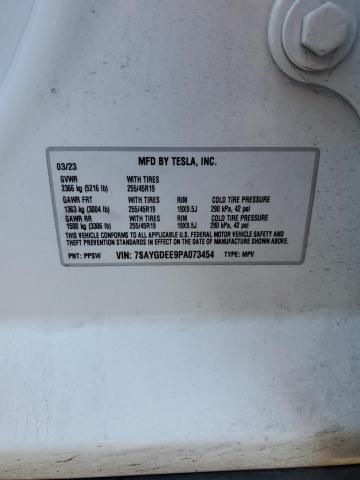 MFD BY TESLA, INC.
03/23
GVWR WITH TIRES
2366 kg (5216 lb) 255/45R19
GAWR FRT WITH TIRES RIM COLD TIRE PRESSURE
1363 kg (3004 lb) 255/45R19 19X9.5J 290 kPa, 42 psi
GAWR RR WITH TIRES RIM COLD TIRE PRESSURE
1500 kg (3306 lb) 255/45R19 19X9.5J 290 kPa, 42 psi
THIS VEHICLE CONFORMS TO ALL APPLICABLE U.S. FEDERAL MOTOR VEHICLE SAFETY AND
THEFT PREVENTION STANDARDS IN EFFECT ON THE DATE OF MANUFACTURE SHOWN ABOVE.
PNT: PPSW VIN: 7SAYGDEE9PA073454 TYPE: MPV